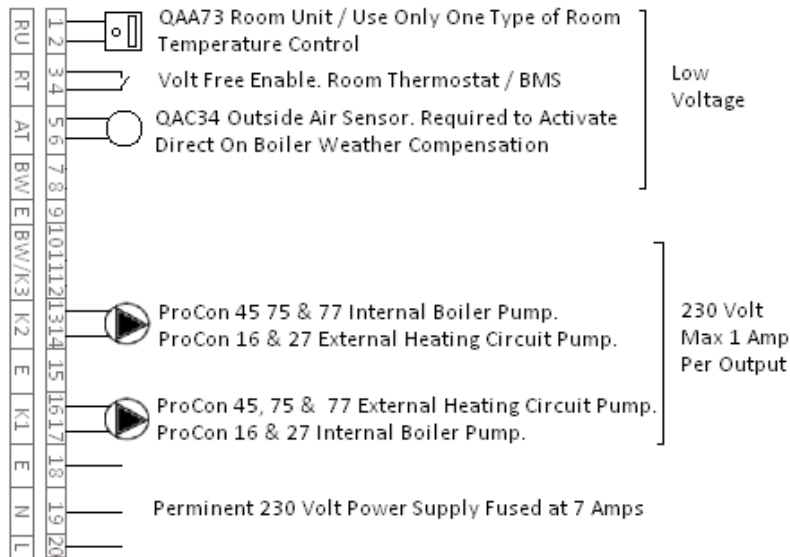 RU
RT
AT
BW
E
BW/K3
K2
E
K1
E
N
L
1
2
3
4
5
6
7
8
9
10
11
12
13
14
15
16
17
18
19
20
QAA73 Room Unit / Use Only One Type of Room
Temperature Control
Volt Free Enable. Room Thermostat / BMS
QAC34 Outside Air Sensor. Required to Activate
Direct On Boiler Weather Compensation
Low
Voltage
ProCon 45 75 & 77 Internal Boiler Pump.
ProCon 16 & 27 External Heating Circuit Pump.
230 Volt
Max 1 Amp
Per Output
ProCon 45, 75 & 77 External Heating Circuit Pump.
ProCon 16 & 27 Internal Boiler Pump.
Perminent 230 Volt Power Supply Fused at 7 Amps